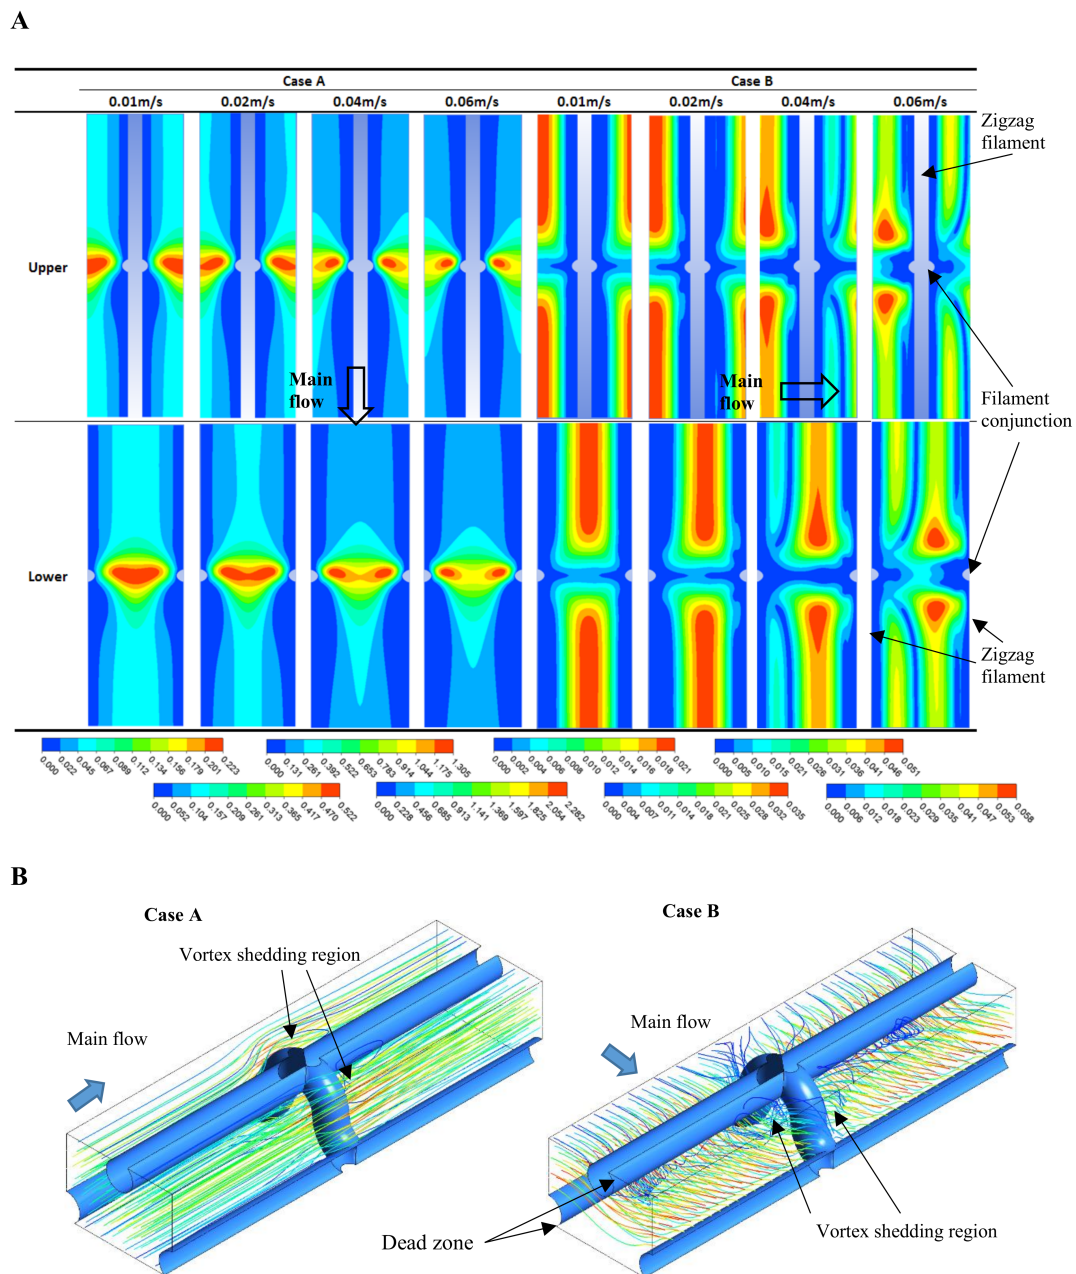 A
Case A Case B
0.01m/s 0.02m/s 0.04m/s 0.06m/s 0.01m/s 0.02m/s 0.04m/s 0.06m/s
Zigzag
filament
Upper
Main
flow
Main
flow
Filament
conjunction
Lower
Zigzag
filament
0.000 0.022 0.045 0.067 0.089 0.112 0.134 0.157 0.179 0.201 0.223
0.000 0.131 0.261 0.392 0.522 0.653 0.783 0.914 1.044 1.175 1.305
0.000 0.002 0.004 0.006 0.008 0.010 0.012 0.014 0.016 0.018 0.021
0.000 0.005 0.010 0.015 0.021 0.026 0.031 0.036 0.041 0.046 0.051
0.000 0.052 0.104 0.157 0.209 0.261 0.313 0.365 0.417 0.470 0.522
0.000 0.228 0.456 0.685 0.913 1.141 1.369 1.597 1.825 2.054 2.282
0.000 0.004 0.007 0.011 0.014 0.018 0.021 0.025 0.028 0.032 0.035
0.000 0.006 0.012 0.018 0.023 0.029 0.035 0.041 0.047 0.053 0.058
B
Case A
Case B
Vortex shedding region
Main flow
Main flow
Dead zone
Vortex shedding region